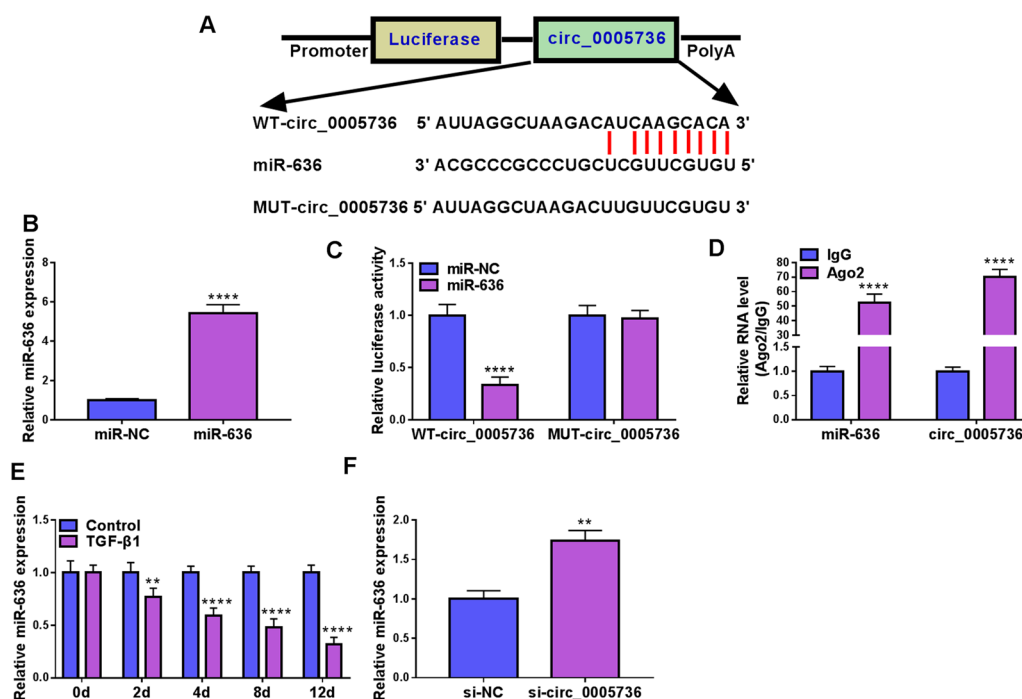 A
Promoter Luciferase circ_0005736 PolyA
WT-circ_0005736 5' AUUAGGCUAAGACAUCAAGCACA 3'
miR-636 3' ACGCCCGCCCUGCUCGUUCGUGU 5'
MUT-circ_0005736 5' AUUAGGCUAAGACUUGUUCGUGU 3'
B
Relative miR-636 expression
8
6
4
2
0
****
miR-NC miR-636
C
Relative luciferase activity
miR-NC
miR-636
1.5
1.0
0.5
0.0
****
WT-circ_0005736 MUT-circ_0005736
D
Relative RNA level
(Ago2/IgG)
IgG
Ago2
80
70
60
50
40
30
1.0
0.5
0.0
****
****
miR-636 circ_0005736
E
Relative miR-636 expression
Control
TGF-β1
1.5
1.0
0.5
0.0
**
****
****
****
0d 2d 4d 8d 12d
F
Relative miR-636 expression
2.0
1.5
1.0
0.5
0.0
**
si-NC si-circ_0005736